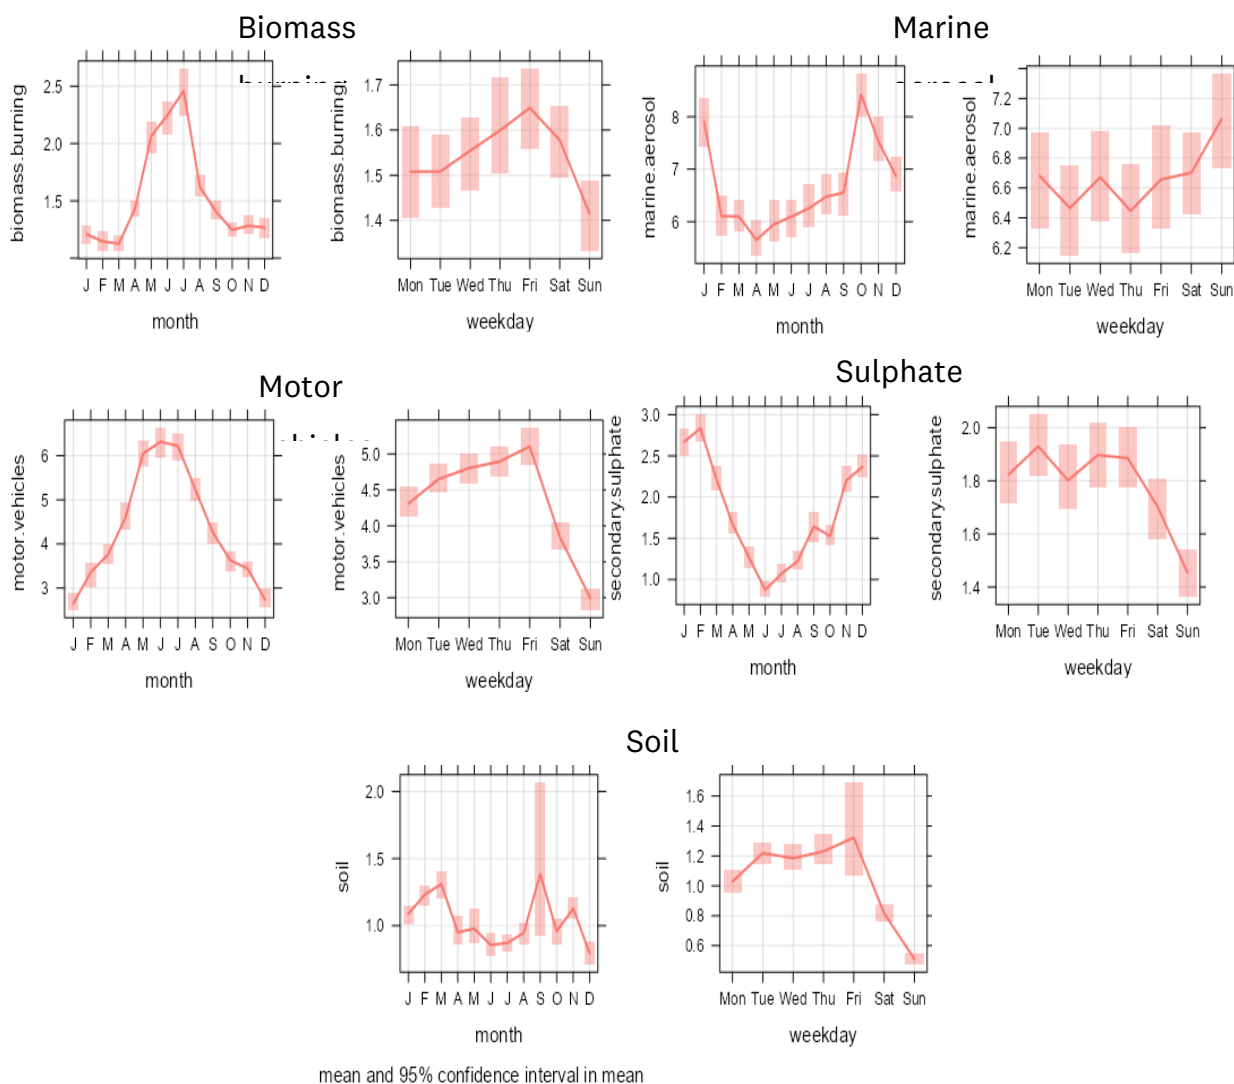 Biomass
burning
Marine
aerosol
biomass.burning
2.5
2.0
1.5
J F M A M J J A S O N D
month
biomass.burning
1.7
1.6
1.5
1.4
Mon Tue Wed Thu Fri Sat Sun
weekday
marine.aerosol
8
7
6
J F M A M J J A S O N D
month
marine.aerosol
7.2
7.0
6.8
6.6
6.4
6.2
Mon Tue Wed Thu Fri Sat Sun
weekday
Motor
vehicles
Sulphate
motor.vehicles
6
5
4
3
J F M A M J J A S O N D
month
motor.vehicles
5.0
4.5
4.0
3.5
3.0
Mon Tue Wed Thu Fri Sat Sun
weekday
secondary.sulphate
3.0
2.5
2.0
1.5
1.0
J F M A M J J A S O N D
month
secondary.sulphate
2.0
1.8
1.6
1.4
Mon Tue Wed Thu Fri Sat Sun
weekday
Soil
soil
2.0
1.5
1.0
J F M A M J J A S O N D
month
soil
1.6
1.4
1.2
1.0
0.8
0.6
Mon Tue Wed Thu Fri Sat Sun
weekday
mean and 95% confidence interval in mean